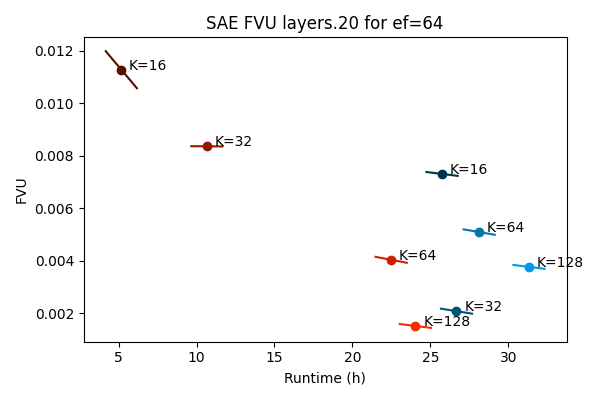 SAE FVU layers.20 for ef=64
0.012
0.010
0.008
0.006
0.004
0.002
FVU
K=16
K=32
K=16
K=64
K=64
K=128
K=32
K=128
5
10
15
20
25
30
Runtime (h)